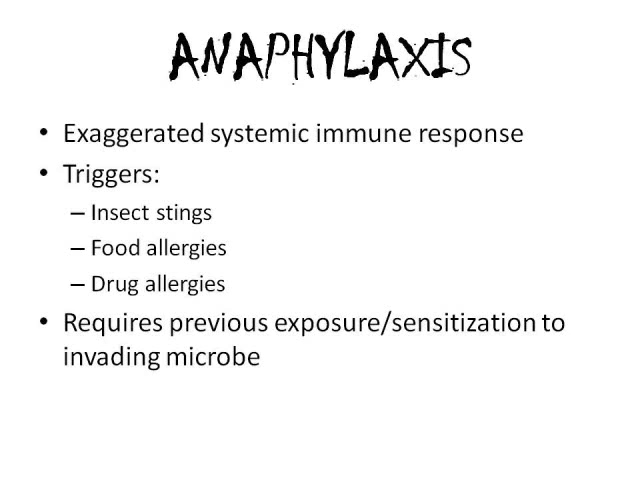 ANAPHYLAXIS
• Exaggerated systemic immune response
• Triggers:
– Insect stings
– Food allergies
– Drug allergies
• Requires previous exposure/sensitization to
invading microbe